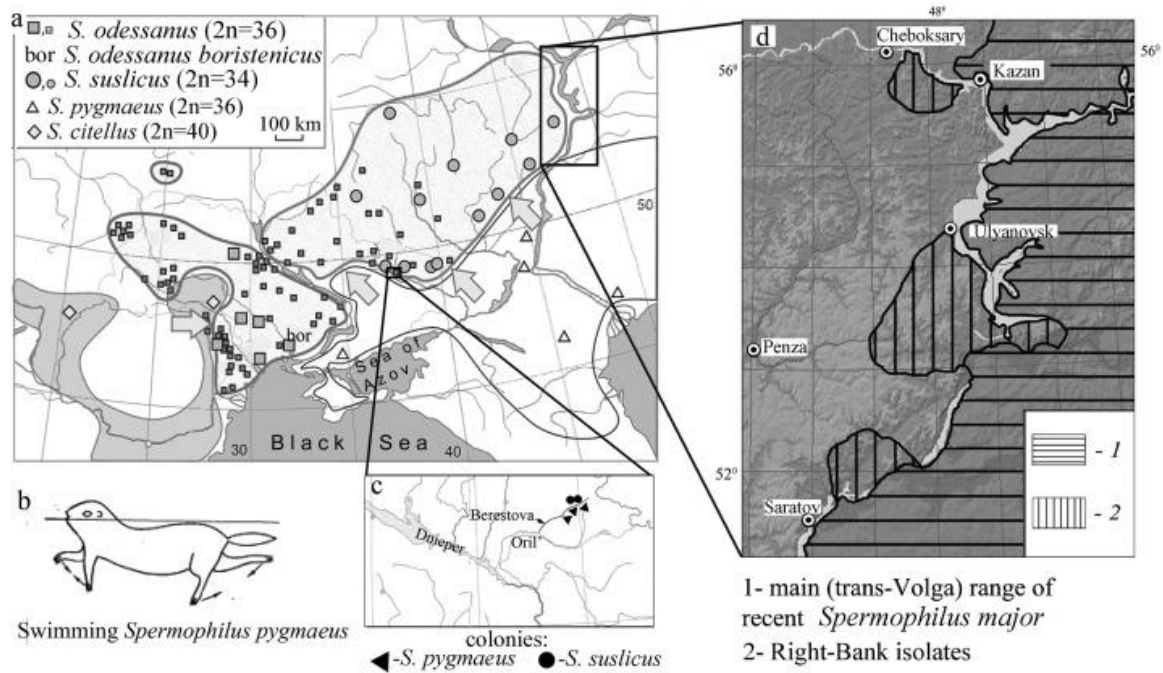 a
S. odessanus (2n=36)
bor S. odessanus boristenicus
S. suslicus (2n=34)
S. pygmaeus (2n=36)
S. citellus (2n=40)
100 km
50
bor
Sea of
Azov
30
Black Sea
40
b
Swimming Spermophilus pygmaeus
c
Berestova
Oril'
Dnieper
colonies:
-S. pygmaeus -S. suslicus
d
48°
Cheboksary
56°
56°
Kazan
Ulyanovsk
Penza
52°
Saratov
- 1
- 2
1- main (trans-Volga) range of
recent Spermophilus major
2- Right-Bank isolates